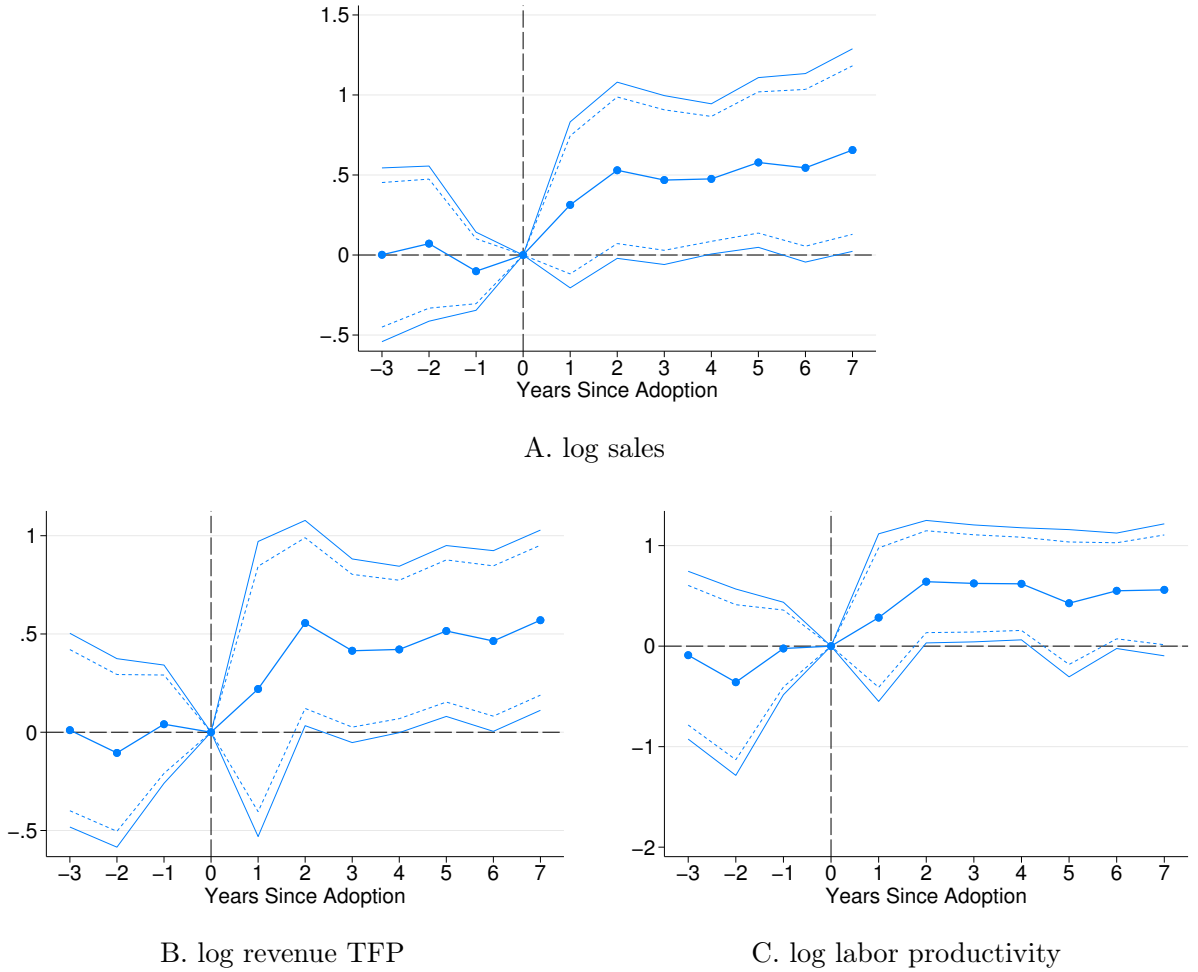 1.5
1
.5
0
−.5
−3 −2 −1 0 1 2 3 4 5 6 7
Years Since Adoption
A. log sales
1
.5
0
−.5
−3 −2 −1 0 1 2 3 4 5 6 7
Years Since Adoption
B. log revenue TFP
1
0
−1
−2
−3 −2 −1 0 1 2 3 4 5 6 7
Years Since Adoption
C. log labor productivity